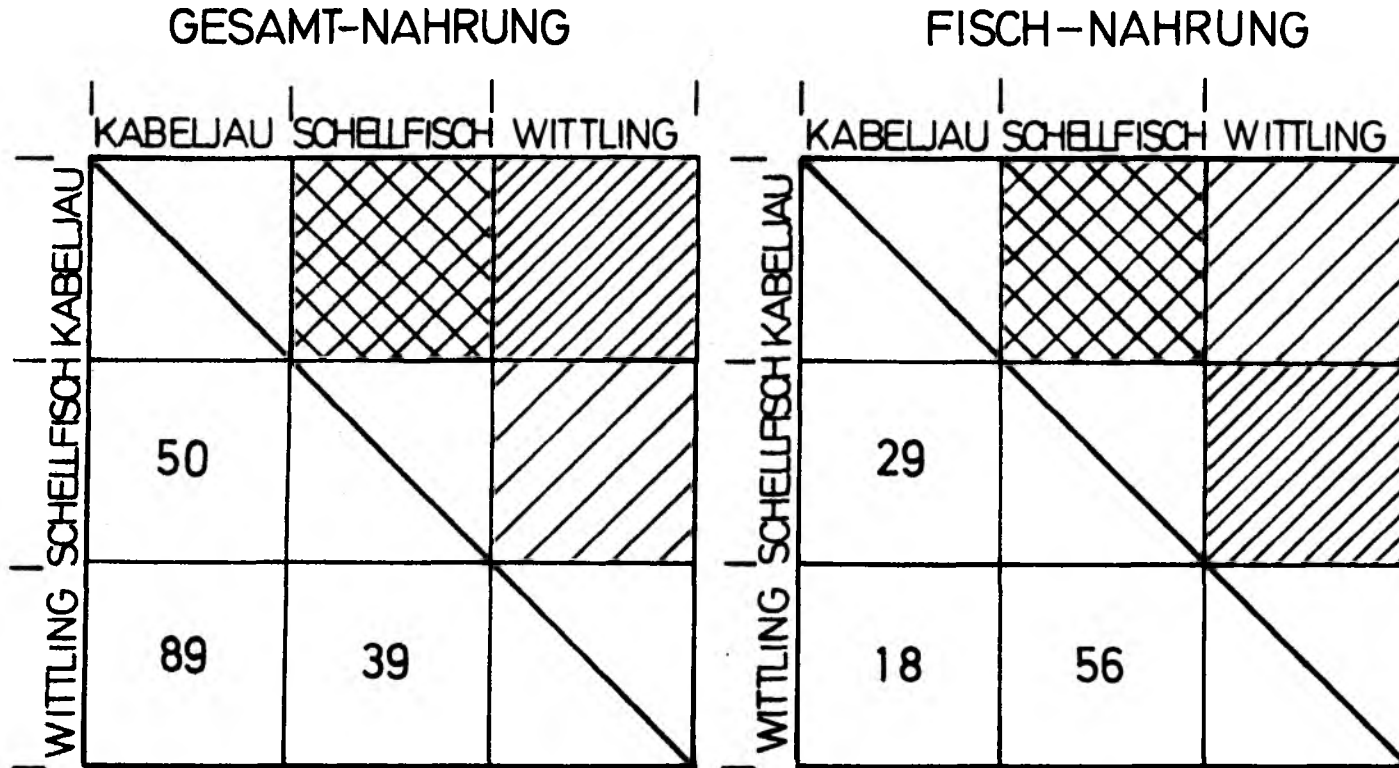 GESAMT-NAHRUNG
KABELJAU SCHELLFISCH WITTLING
KABELJAU
SCHELLFISCH
50
WITTLING
89 39
FISCH-NAHRUNG
KABELJAU SCHELLFISCH WITTLING
KABELJAU
SCHELLFISCH
29
WITTLING
18 56